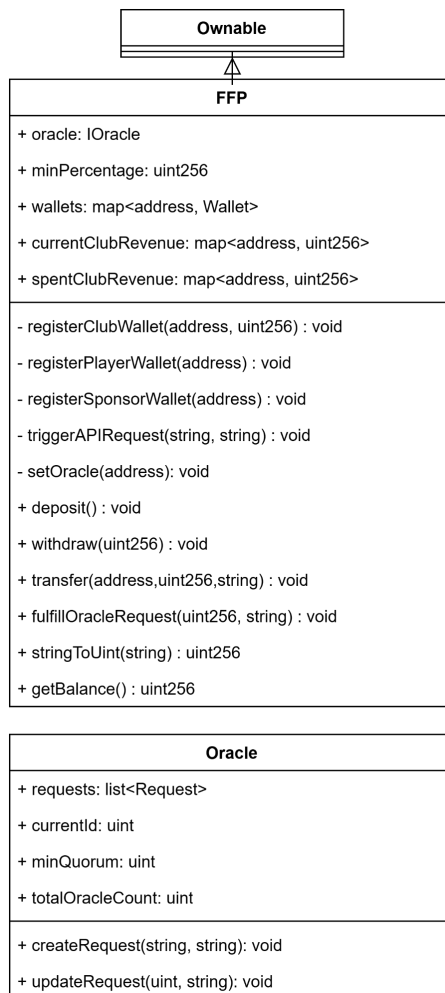 Ownable
FFP
+ oracle: IOracle
+ minPercentage: uint256
+ wallets: map<address, Wallet>
+ currentClubRevenue: map<address, uint256>
+ spentClubRevenue: map<address, uint256>
- registerClubWallet(address, uint256) : void
- registerPlayerWallet(address) : void
- registerSponsorWallet(address) : void
- triggerAPIRequest(string, string) : void
- setOracle(address): void
+ deposit() : void
+ withdraw(uint256) : void
+ transfer(address,uint256,string) : void
+ fulfillOracleRequest(uint256, string) : void
+ stringToUint(string) : uint256
+ getBalance() : uint256
Oracle
+ requests: list<Request>
+ currentId: uint
+ minQuorum: uint
+ totalOracleCount: uint
+ createRequest(string, string): void
+ updateRequest(uint, string): void